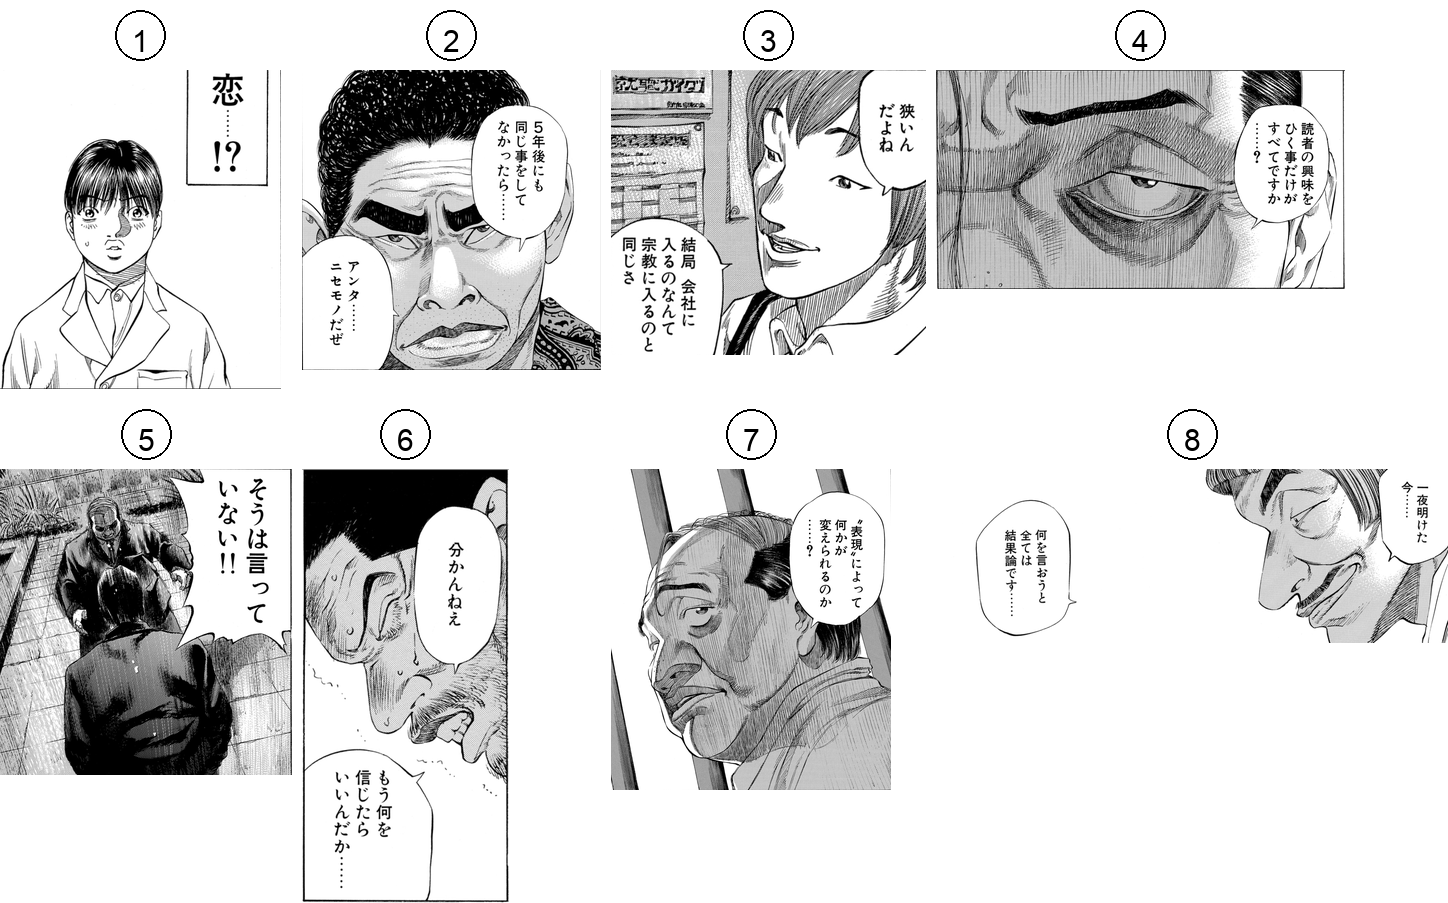 1
恋……!?
2
5年後にも
同じ事をして
なかったら……
アンタ……
ニセモノだぜ
3
狭いん
だよね
結局 会社に
入るのなんて
宗教に入るのと
同じさ
就職ガイダン
4
読者の興味を
ひく事だけが
すべてですか
……?
5
そうは言って
いない!!
6
分かんねえ
もう何を
信じたら
いいんだか……
7
〝表現〟によって
何かが
変えられるのか
……?
8
一夜明けた
今……
何を言おうと
全ては
結果論です……